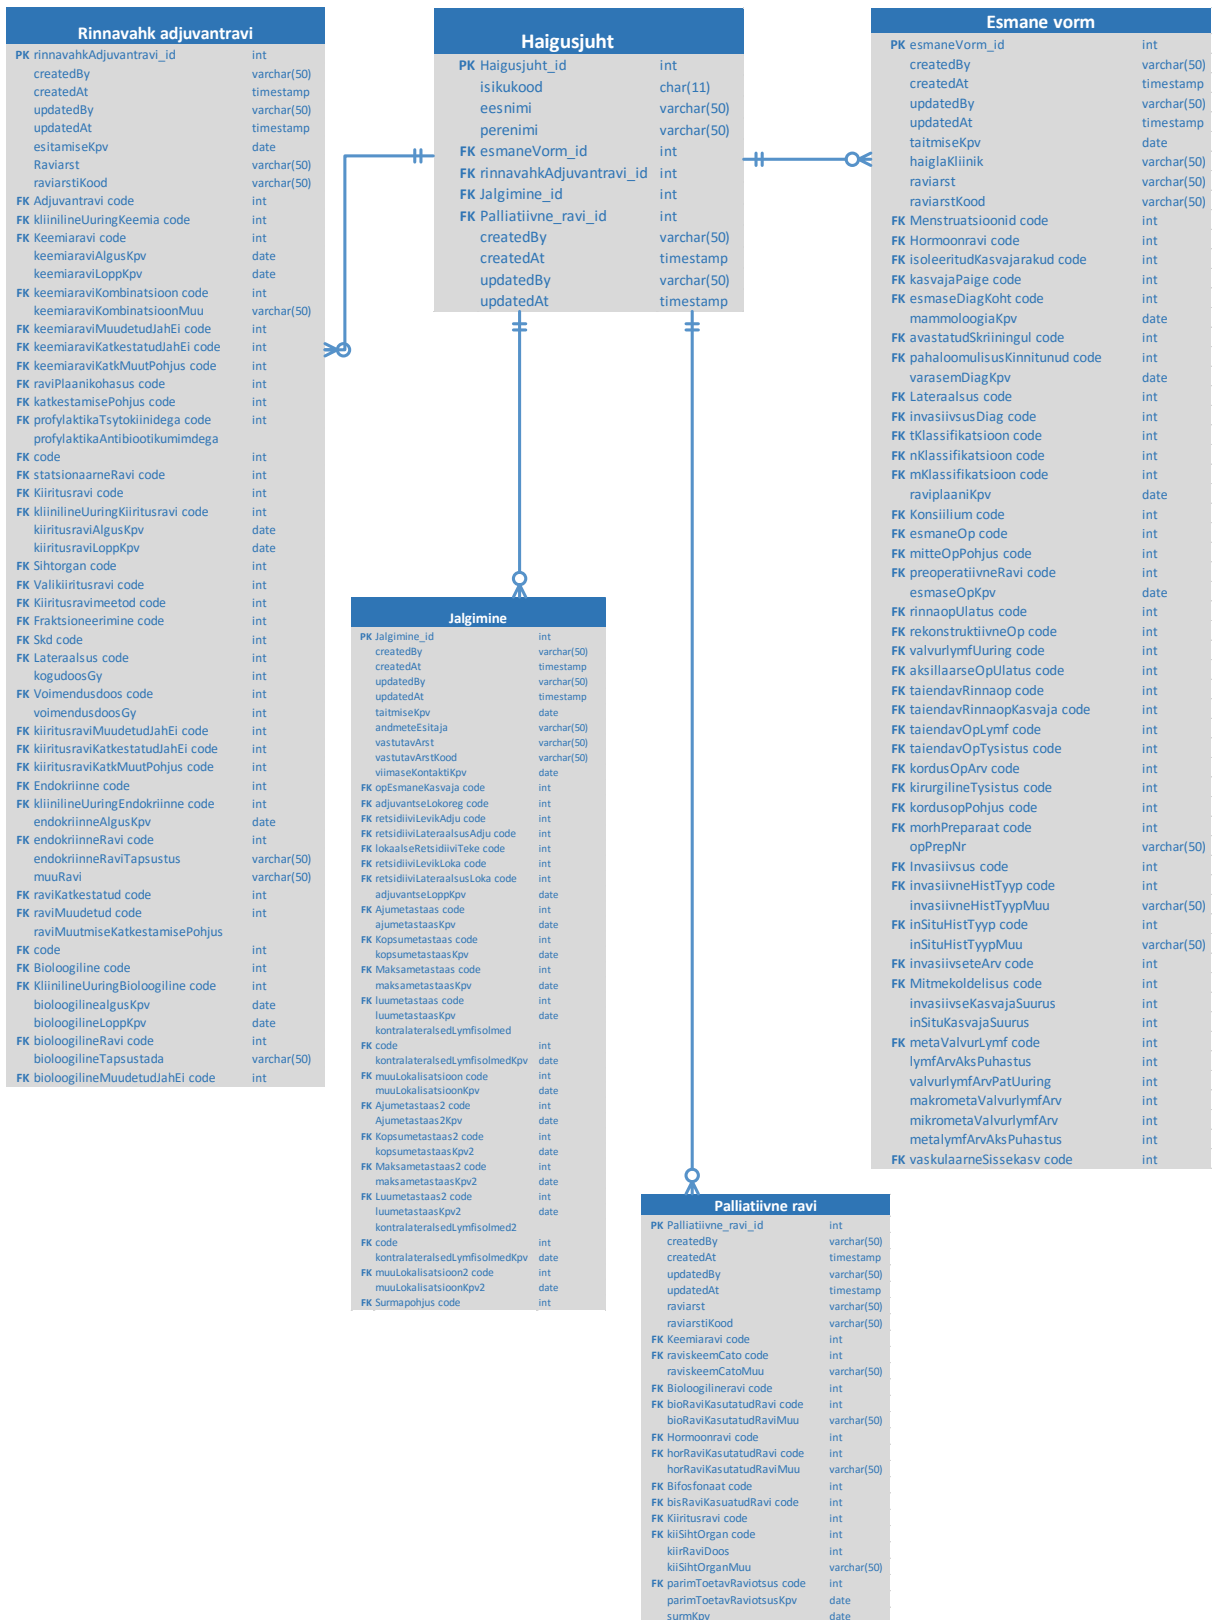 Rinnavahk adjuvantravi
PK rinnavahkAdjuvantravi_id int
createdBy varchar(50)
createdAt timestamp
updatedBy varchar(50)
updatedAt timestamp
esitamiseKpv date
Raviarst varchar(50)
raviarstiKood varchar(50)
FK Adjuvantravi code int
FK kliinilineUuringKeemia code int
FK Keemiaravi code int
keemiaraviAlgusKpv date
keemiaraviLoppKpv date
FK keemiaraviKombinatsioon code int
keemiaraviKombinatsioonMuu varchar(50)
FK keemiaraviMuudetudJahEi code int
FK keemiaraviKatkestatudJahEi code int
FK keemiaraviKatkMuutPohjus code int
FK raviPlaanikohasus code int
FK katkestamisePohjus code int
FK profylaktikaTsytokiinidega code int
profylaktikaAntibiootikumimdega
FK code int
FK statsionaarneRavi code int
FK Kiiritusravi code int
FK kliinilineUuringKiiritusravi code int
kiiritusraviAlgusKpv date
kiiritusraviLoppKpv date
FK Sihtorgan code int
FK Valikiiritusravi code int
FK Kiiritusravimeetod code int
FK Fraktsioneerimine code int
FK Skd code int
FK Lateraalsus code int
kogudoosGy int
FK Voimendusdoos code int
voimendusdoosGy int
FK kiiritusraviMuudetudJahEi code int
FK kiiritusraviKatkestatudJahEi code int
FK kiiritusraviKatkMuutPohjus code int
FK Endokriinne code int
FK kliinilineUuringEndokriinne code int
endokriinneAlgusKpv date
FK endokriinneRavi code int
endokriinneRaviTapsustus varchar(50)
muuRavi varchar(50)
FK raviKatkestatud code int
FK raviMuudetud code int
raviMuutmiseKatkestamisePohjus
FK code int
FK Bioloogiline code int
FK KliinilineUuringBioloogiline code int
bioloogilinealgusKpv date
bioloogilineLoppKpv date
FK bioloogilineRavi code int
bioloogilineTapsustada varchar(50)
FK bioloogilineMuudetudJahEi code int
Haigusjuht
PK Haigusjuht_id int
isikukood char(11)
eesnimi varchar(50)
perenimi varchar(50)
FK esmaneVorm_id int
FK rinnavahkAdjuvantravi_id int
FK Jalgimine_id int
FK Palliatiivne_ravi_id int
createdBy varchar(50)
createdAt timestamp
updatedBy varchar(50)
updatedAt timestamp
Esmane vorm
PK esmaneVorm_id int
createdBy varchar(50)
createdAt timestamp
updatedBy varchar(50)
updatedAt timestamp
taitmiseKpv date
haiglaKliinik varchar(50)
raviarst varchar(50)
raviarstKood varchar(50)
FK Menstruatsioonid code int
FK Hormoonravi code int
FK isoleeritudKasvajarakud code int
FK kasvajaPaige code int
FK esmaseDiagKoht code int
mammoloogiaKpv date
FK avastatudSkriiningul code int
FK pahaloomulisusKinnitunud code int
varasemDiagKpv date
FK Lateraalsus code int
FK invasiivsusDiag code int
FK tKlassifikatsioon code int
FK nKlassifikatsioon code int
FK mKlassifikatsioon code int
raviplaaniKpv date
FK Konsiilium code int
FK esmaneOp code int
FK mitteOpPohjus code int
FK preoperatiivneRavi code int
esmaseOpKpv date
FK rinnaopUlatus code int
FK rekonstruktiivneOp code int
FK valvurlymfUuring code int
FK aksillaarseOpUlatus code int
FK taiendavRinnaop code int
FK taiendavRinnaopKasvaja code int
FK taiendavOpLymf code int
FK taiendavOpTysistus code int
FK kordusOpArv code int
FK kirurgilineTysistus code int
FK kordusopPohjus code int
FK morhPreparaat code int
opPrepNr varchar(50)
FK Invasiivsus code int
FK invasiivneHistTyyp code int
invasiivneHistTyypMuu varchar(50)
FK inSituHistTyyp code int
inSituHistTyypMuu varchar(50)
FK invasiivseteArv code int
FK Mitmekoldelisus code int
invasiivseKasvajaSuurus int
inSituKasvajaSuurus int
FK metaValvurLymf code int
lymfArvAksPuhastus int
valvurlymfArvPatUuring int
makrometaValvurlymfArv int
mikrometaValvurlymfArv int
metalymfArvAksPuhastus int
FK vaskulaarneSissekasv code int
Jalgimine
PK Jalgimine_id int
createdBy varchar(50)
createdAt timestamp
updatedBy varchar(50)
updatedAt timestamp
taitmiseKpv date
andmeteEsitaja varchar(50)
vastutavArst varchar(50)
vastutavArstKood varchar(50)
viimaseKontaktiKpv date
FK opEsmaneKasvaja code int
FK adjuvantseLokoreg code int
FK retsidiiviLevikAdju code int
FK retsidiiviLateraalsusAdju code int
FK lokaalseRetsidiiviTeke code int
FK retsidiiviLevikLoka code int
FK retsidiiviLateraalsusLoka code int
adjuvantseLoppKpv date
FK Ajumetastaas code int
ajumetastaasKpv date
FK Kopsumetastaas code int
kopsumetastaasKpv date
FK Maksametastaas code int
maksametastaasKpv date
FK luumetastaas code int
luumetastaasKpv date
kontralateralsedLymfisolmed
FK code int
kontralateralsedLymfisolmedKpv date
FK muuLokalisatsioon code int
muuLokalisatsioonKpv date
FK Ajumetastaas2 code int
Ajumetastaas2Kpv date
FK Kopsumetastaas2 code int
kopsumetastaasKpv2 date
FK Maksametastaas2 code int
maksametastaasKpv2 date
FK Luumetastaas2 code int
luumetastaasKpv2 date
kontralateralsedLymfisolmed2
FK code int
kontralateralsedLymfisolmedKpv date
FK muuLokalisatsioon2 code int
muuLokalisatsioonKpv2 date
FK Surmapohjus code int
Palliatiivne ravi
PK Palliatiivne_ravi_id int
createdBy varchar(50)
createdAt timestamp
updatedBy varchar(50)
updatedAt timestamp
raviarst varchar(50)
raviarstiKood varchar(50)
FK Keemiaravi code int
FK raviskeemCato code int
raviskeemCatoMuu varchar(50)
FK Bioloogilineravi code int
FK bioRaviKasutatudRavi code int
bioRaviKasutatudRaviMuu varchar(50)
FK Hormoonravi code int
FK horRaviKasutatudRavi code int
horRaviKasutatudRaviMuu varchar(50)
FK Bifosfonaat code int
FK bisRaviKasuatudRavi code int
FK Kiiritusravi code int
FK kiiSihtOrgan code int
kiirRaviDoos int
kiiSihtOrganMuu varchar(50)
FK parimToetavRaviotsus code int
parimToetavRaviotsusKpv date
surmKpv date